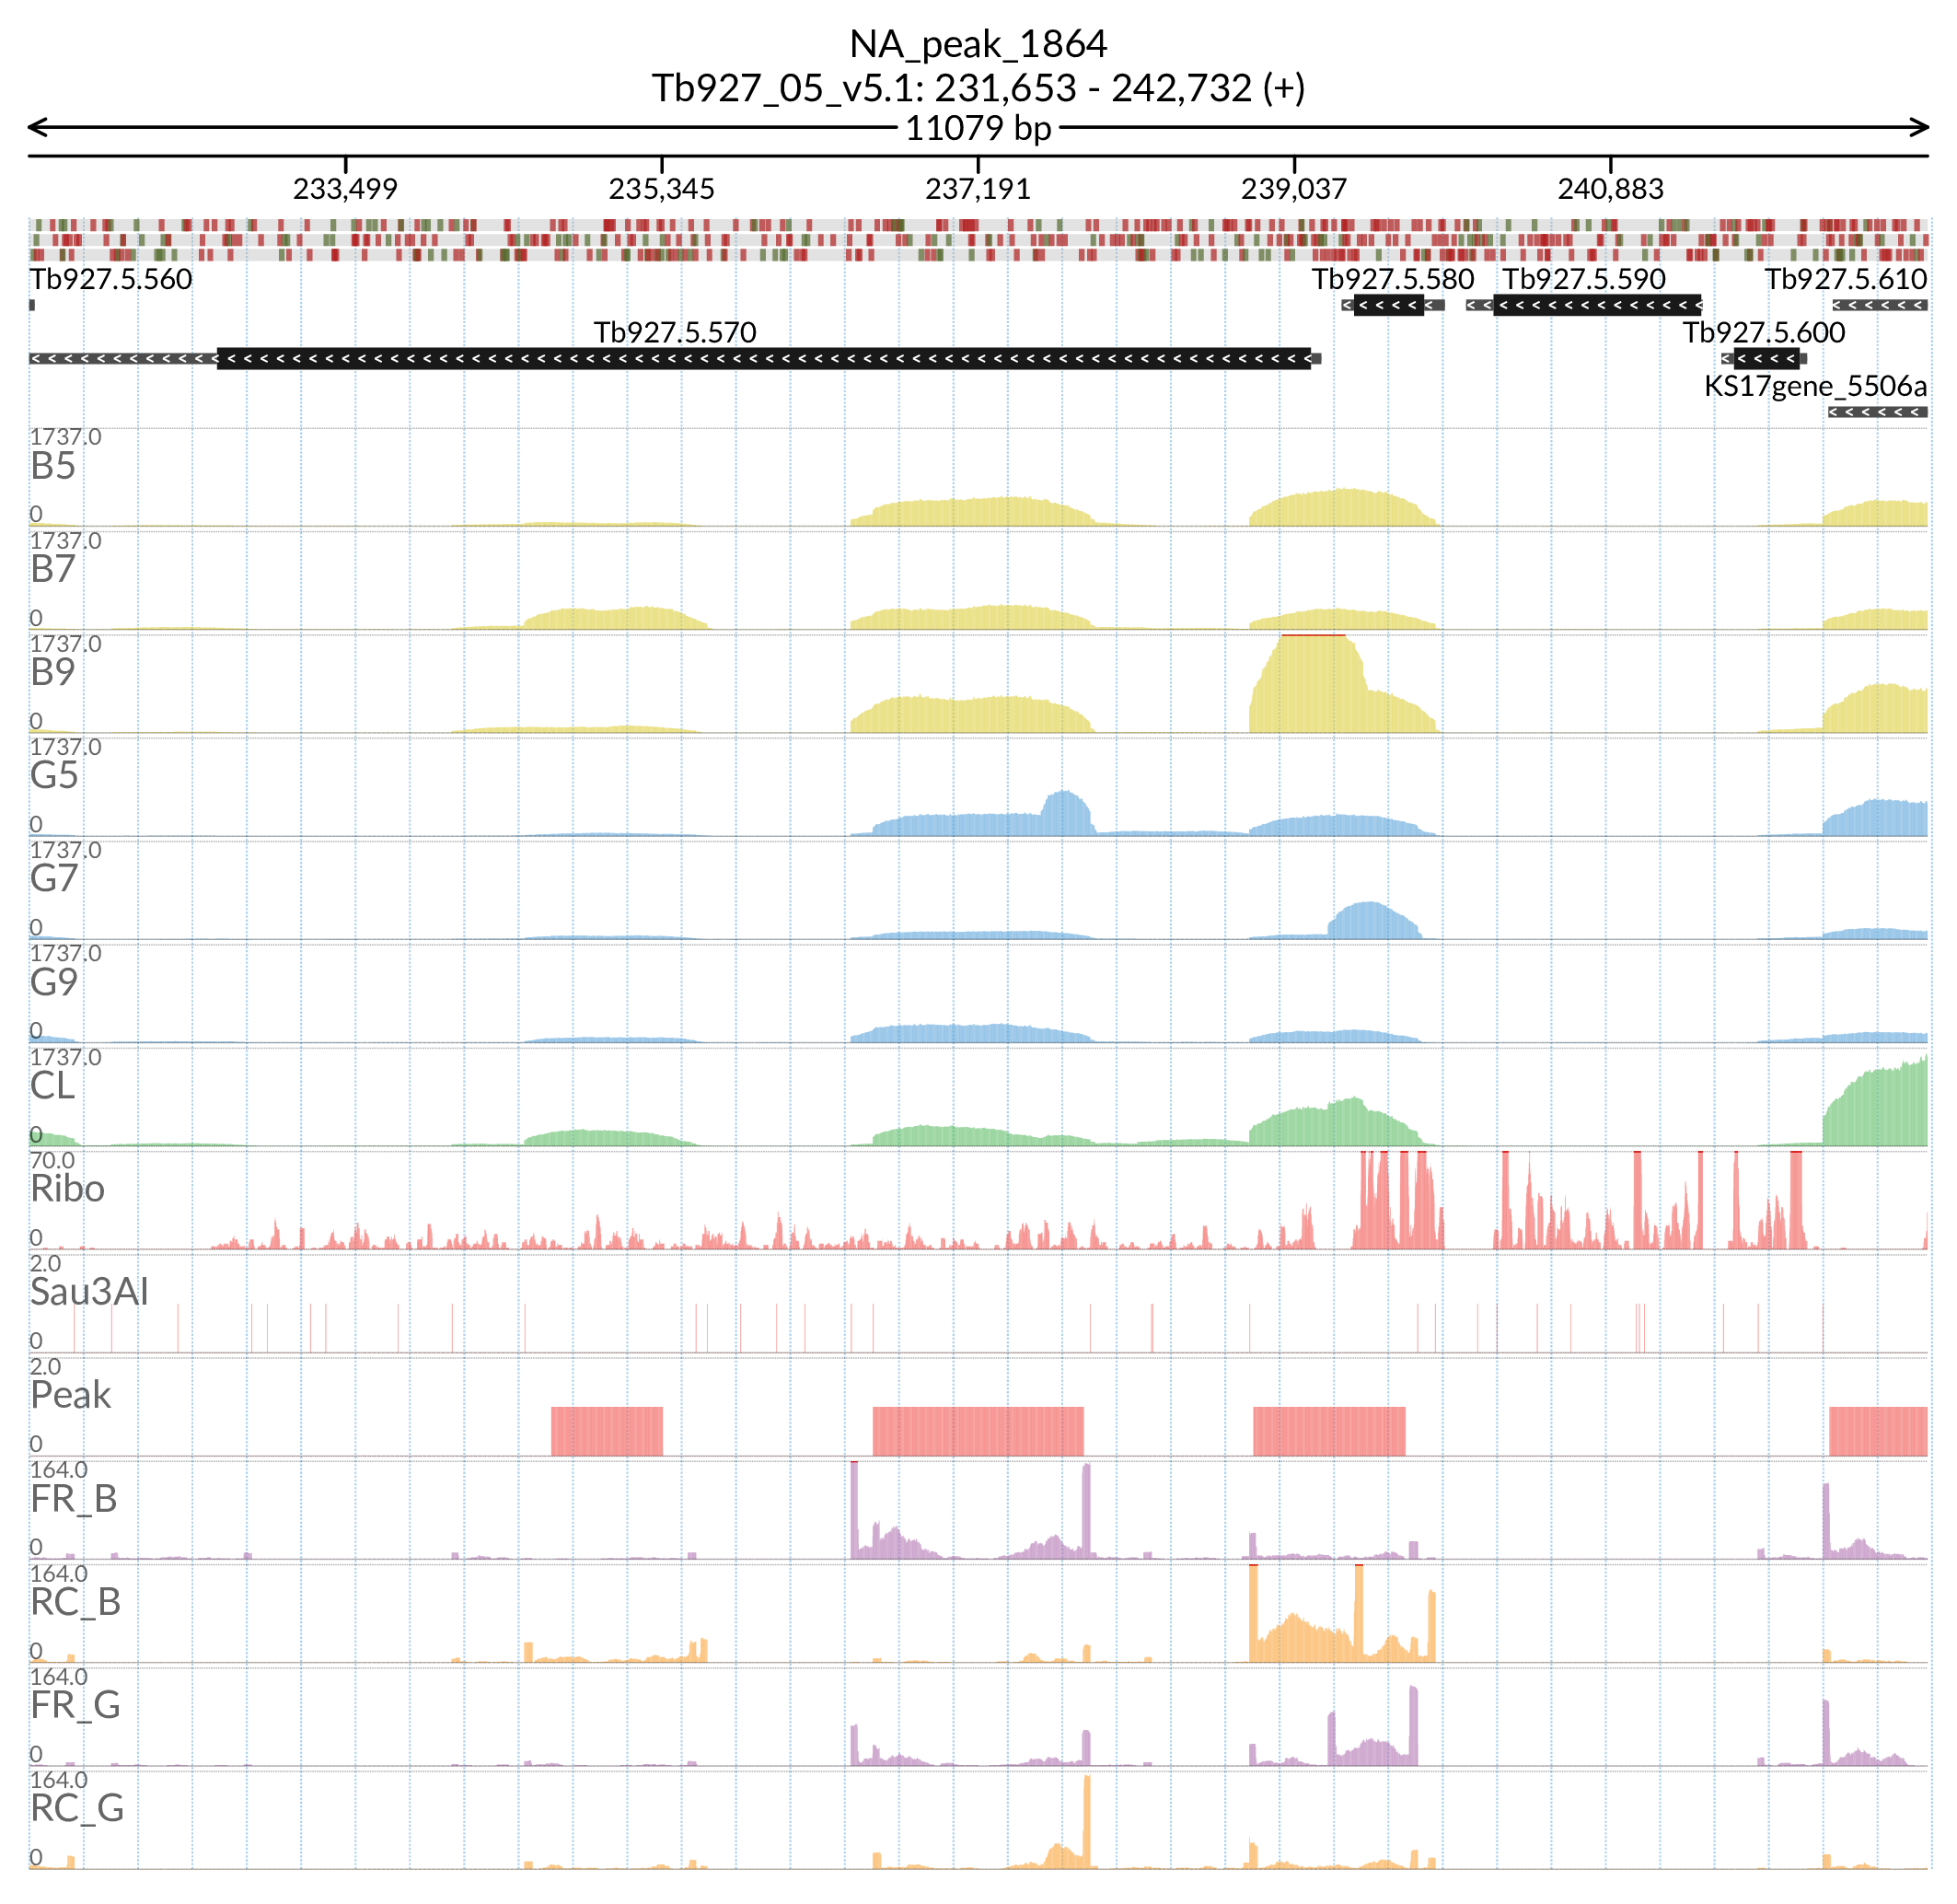 NA_peak_1864
Tb927_05_v5.1: 231,653 - 242,732 (+)
11079 bp
233,499 235,345 237,191 239,037 240,883
Tb927.5.560 Tb927.5.580 Tb927.5.590 Tb927.5.610
Tb927.5.570 Tb927.5.600
KS17gene_5506a
1737.0
B5
0
1737.0
B7
0
1737.0
B9
0
1737.0
G5
0
1737.0
G7
0
1737.0
G9
0
1737.0
CL
0
70.0
Ribo
0
2.0
Sau3AI
0
2.0
Peak
0
164.0
FR_B
0
164.0
RC_B
0
164.0
FR_G
0
164.0
RC_G
0